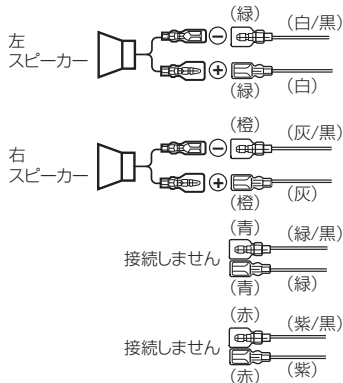 (緑)
(白/黒)
左
スピーカー
⊖
⊕
(緑)
(白)
(橙)
(灰/黒)
右
スピーカー
⊖
⊕
(橙)
(灰)
(青)
(緑/黒)
接続しません
(青)
(緑)
(赤)
(紫/黒)
接続しません
(赤)
(紫)